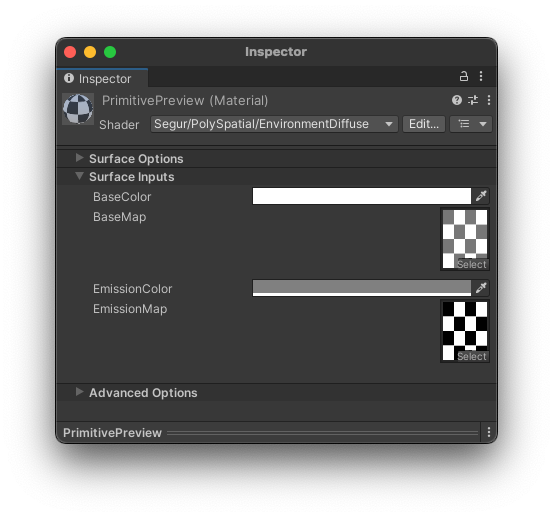 Inspector
Inspector
PrimitivePreview (Material)
Shader Segur/PolySpatial/EnvironmentDiffuse Edit...
Surface Options
Surface Inputs
BaseColor
BaseMap
Select
EmissionColor
EmissionMap
Select
Advanced Options
PrimitivePreview